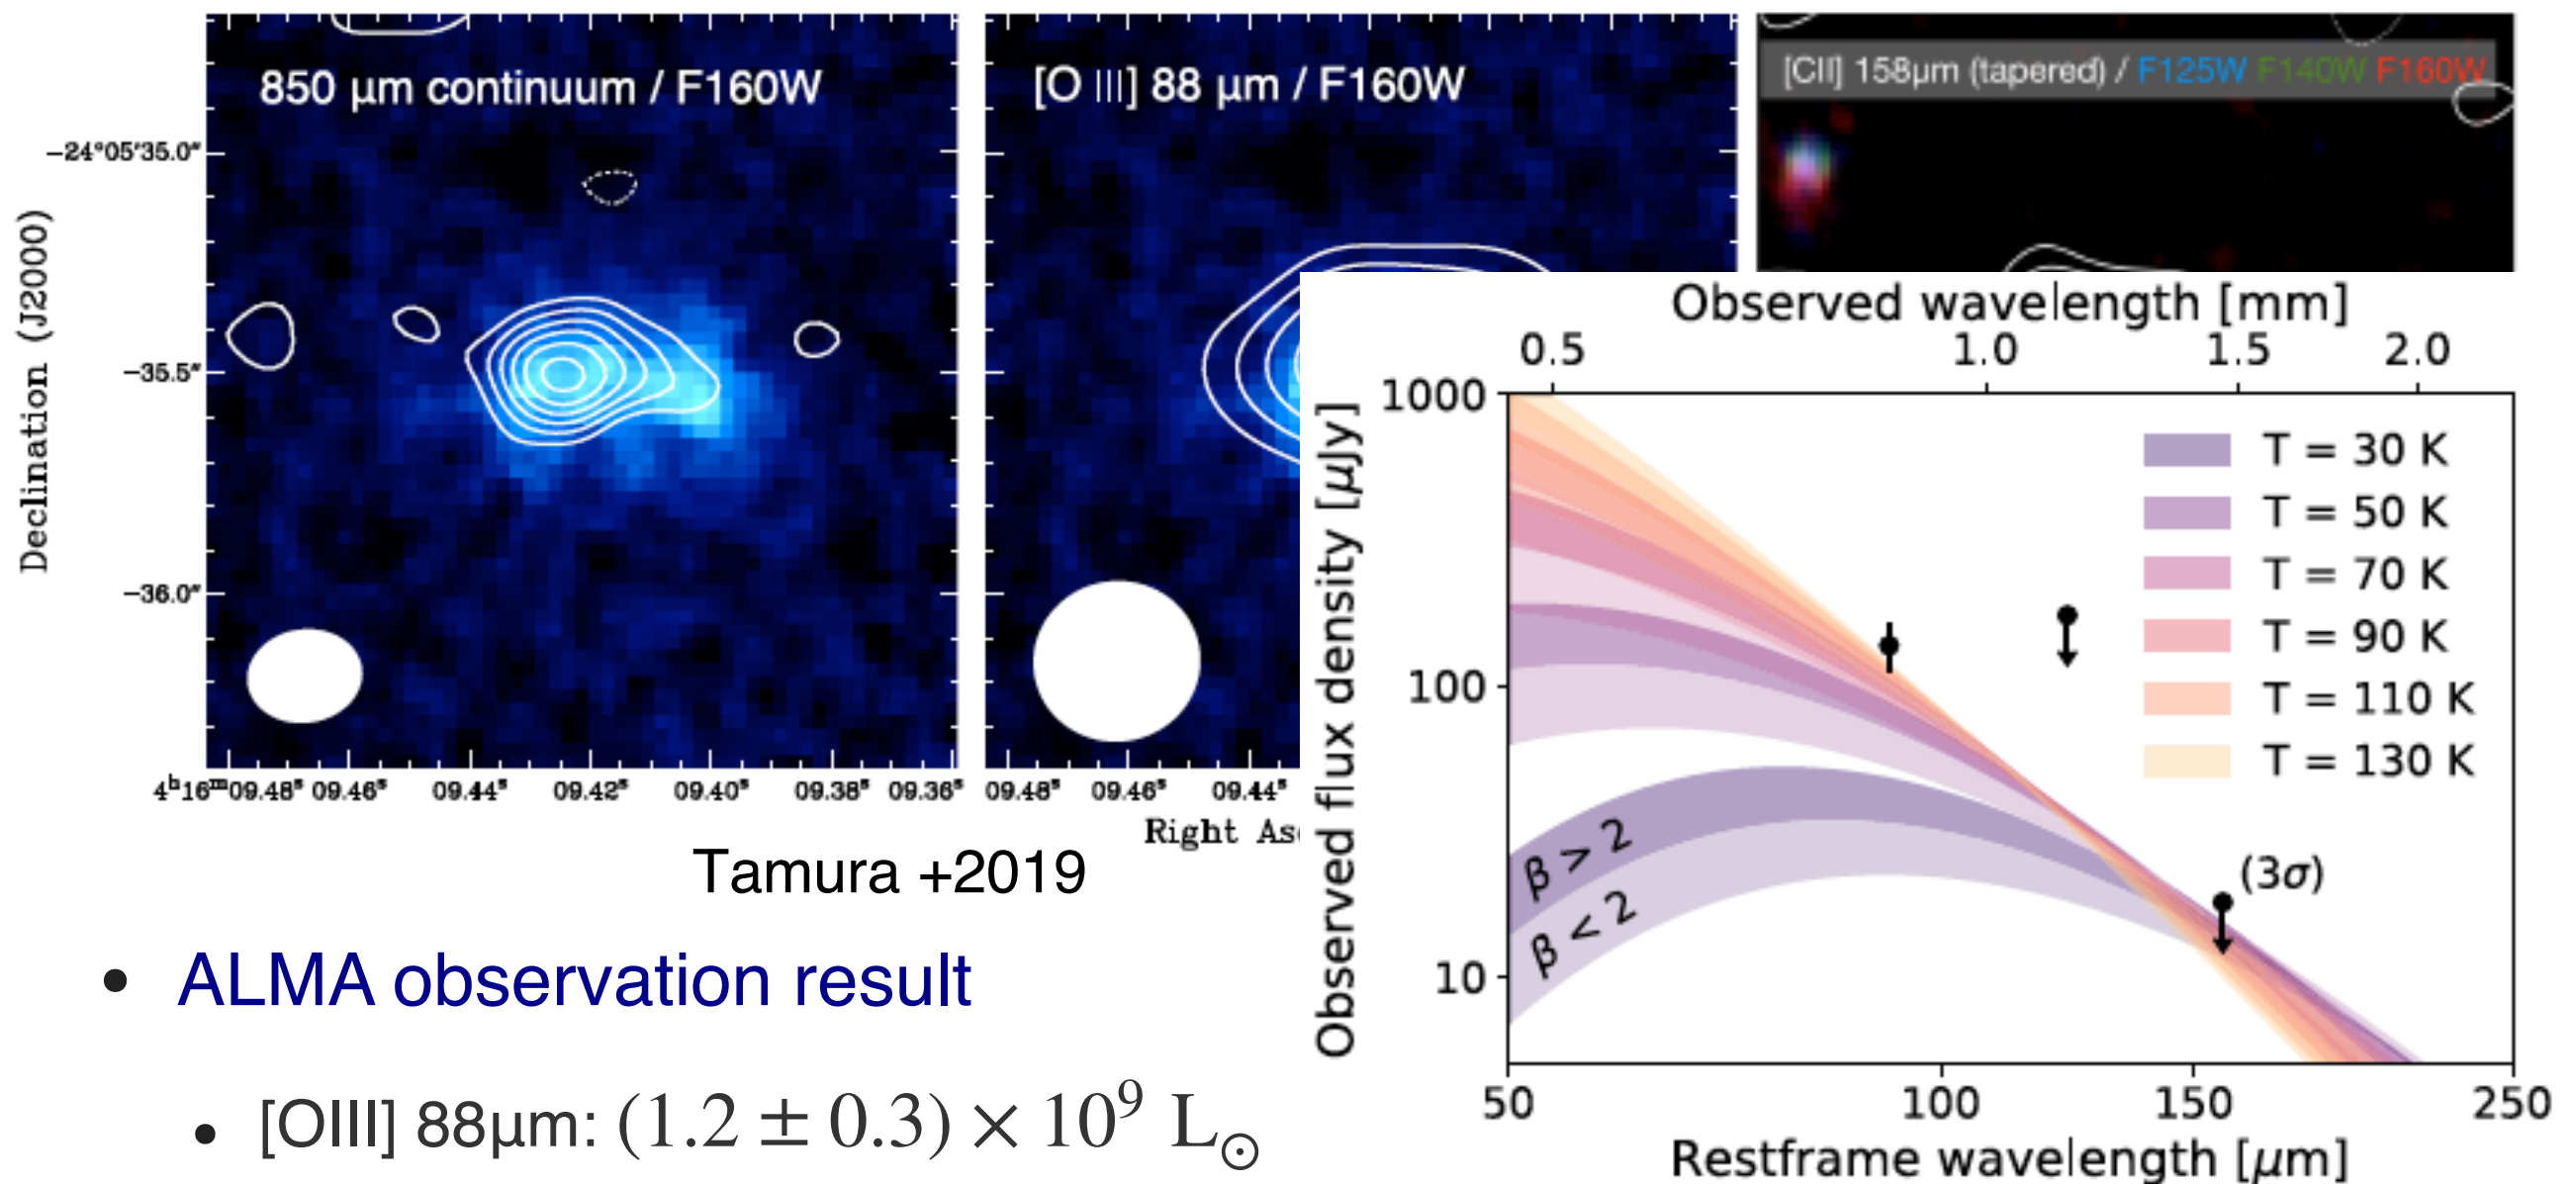 850 μm continuum / F160W
[O III] 88 μm / F160W
[CII] 158μm (tapered) / F125W F140W F160W
Declination (J2000)
−24°05′35.0″
−35.5″
−36.0″
4ʰ16ᵐ09.48ˢ 09.46ˢ 09.44ˢ 09.42ˢ 09.40ˢ 09.38ˢ 09.36ˢ
09.48ˢ 09.46ˢ 09.44ˢ
Right As
Tamura +2019
• ALMA observation result
• [OIII] 88μm: (1.2 ± 0.3) × 10⁹ L⊙
Observed wavelength [mm]
0.5 1.0 1.5 2.0
Observed flux density [μJy]
1000
100
10
T = 30 K
T = 50 K
T = 70 K
T = 90 K
T = 110 K
T = 130 K
β > 2
β < 2
(3σ)
50 100 150 250
Restframe wavelength [μm]